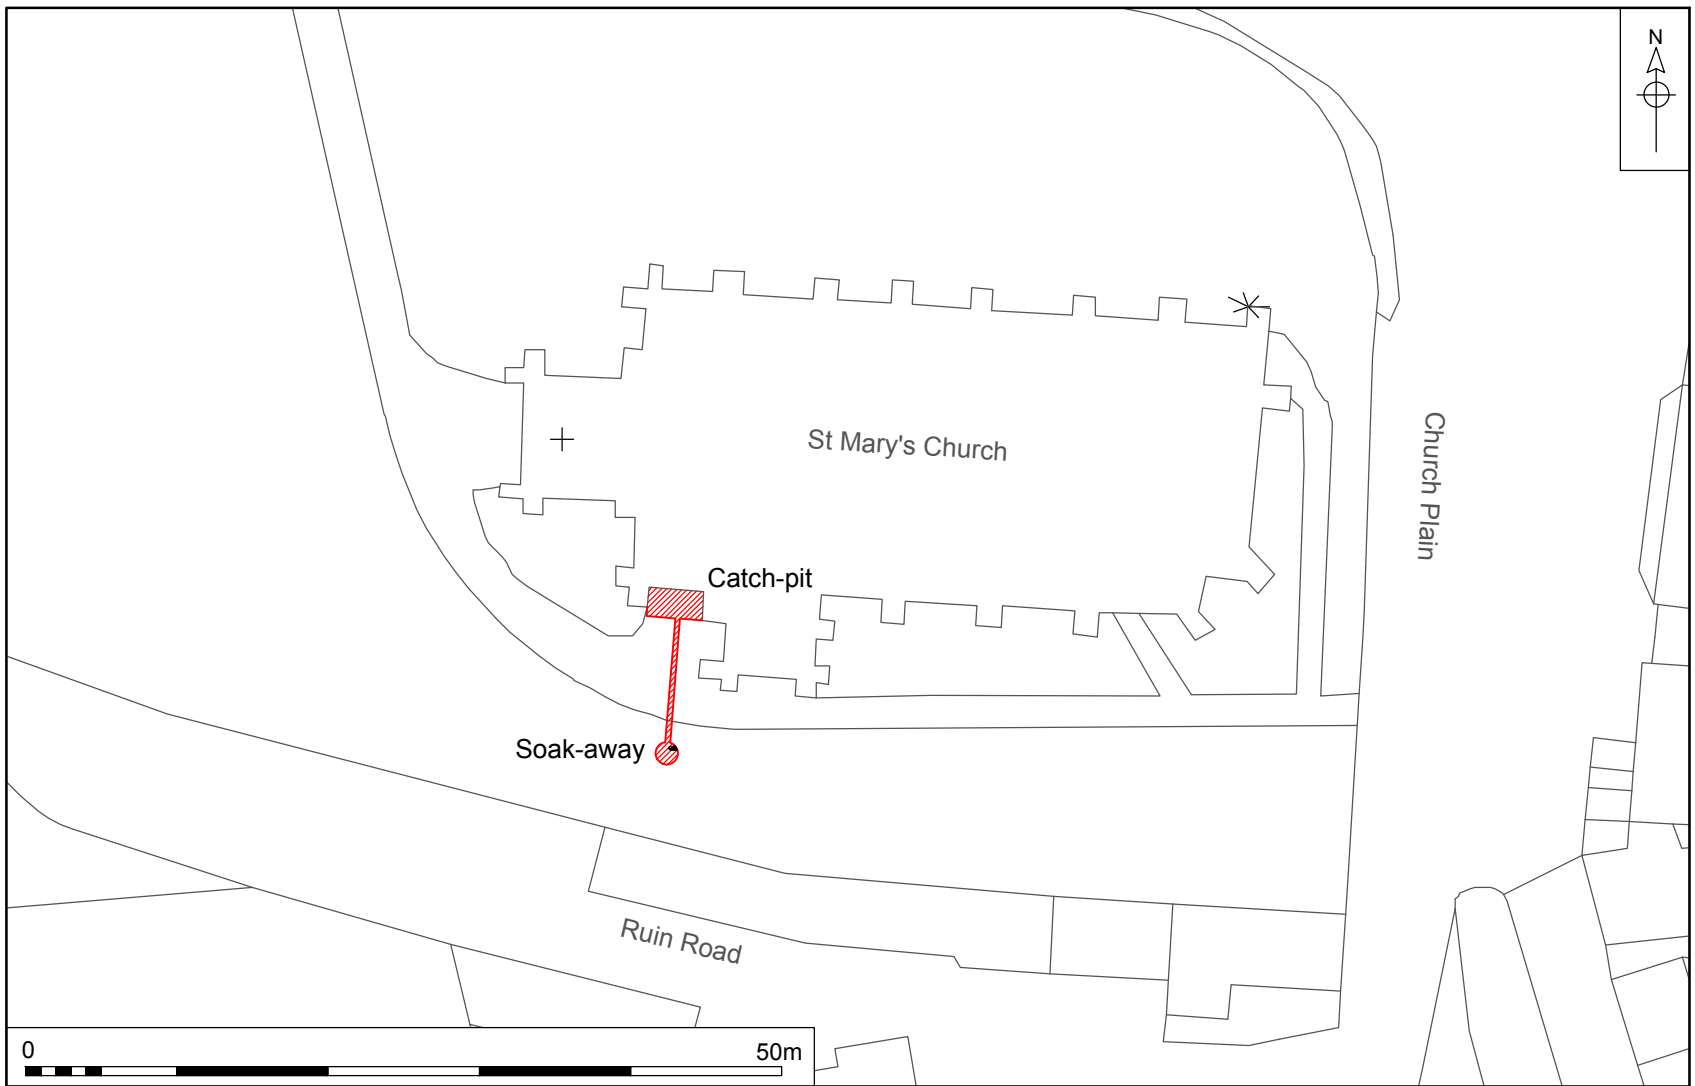 N
St Mary's Church
Church Plain
Catch-pit
Soak-away
Ruin Road
0
50m